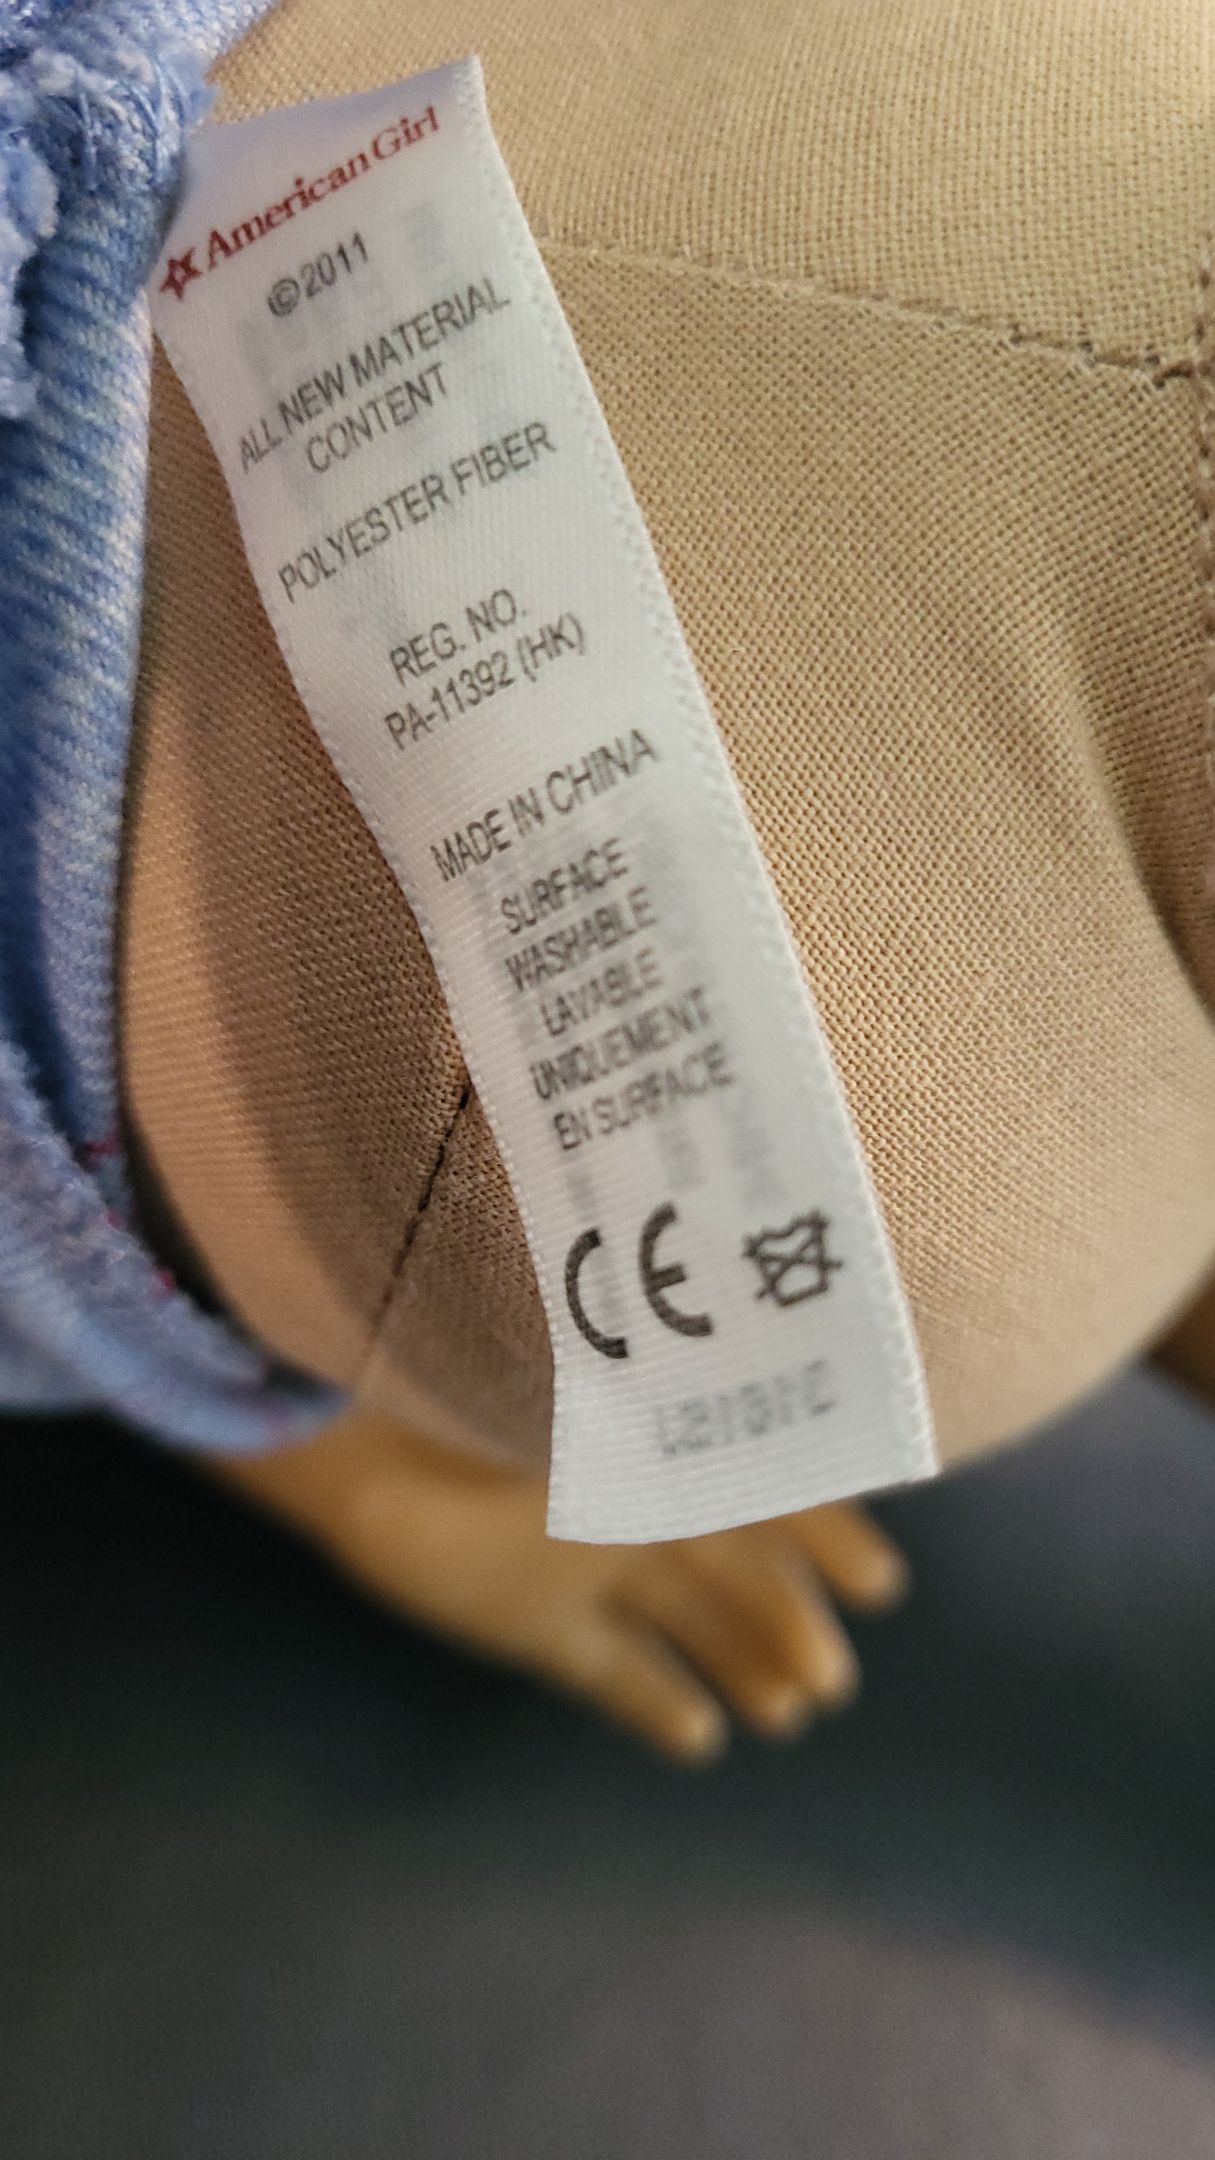 American Girl
©2011
ALL NEW MATERIAL
CONTENT
POLYESTER FIBER
REG. NO.
PA-11392 (HK)
MADE IN CHINA
SURFACE
WASHABLE
LAVABLE
UNIQUEMENT
EN SURFACE
CE